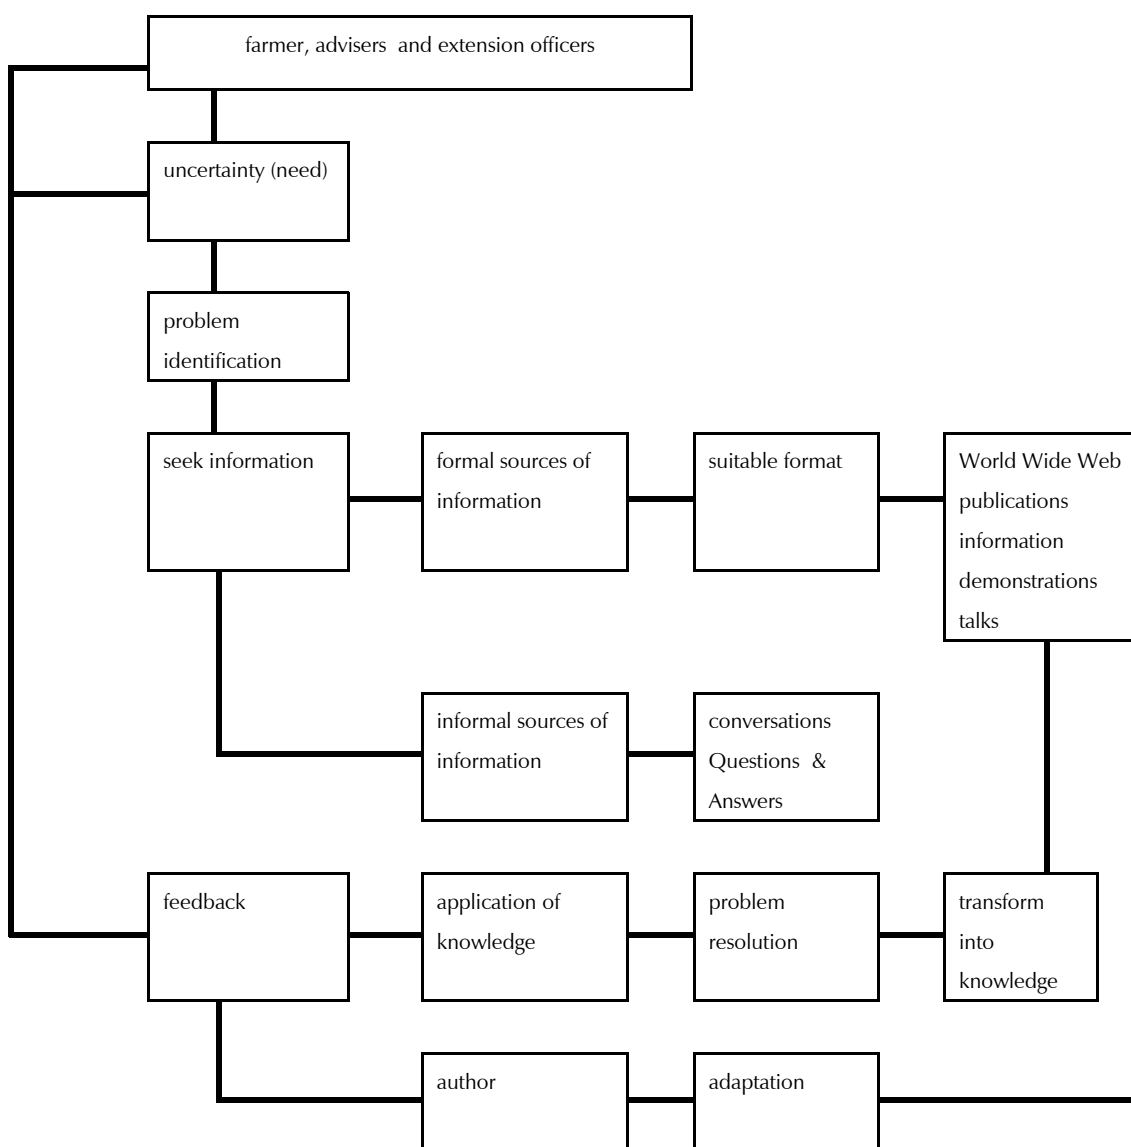 farmer, advisers  and extension officers
uncertainty (need)
problem
identification
seek information
formal sources of
information
suitable format
World Wide Web
publications
information
demonstrations
talks
informal sources of
information
conversations
Questions  &
Answers
feedback
application of
knowledge
problem
resolution
transform
into
knowledge
author
adaptation